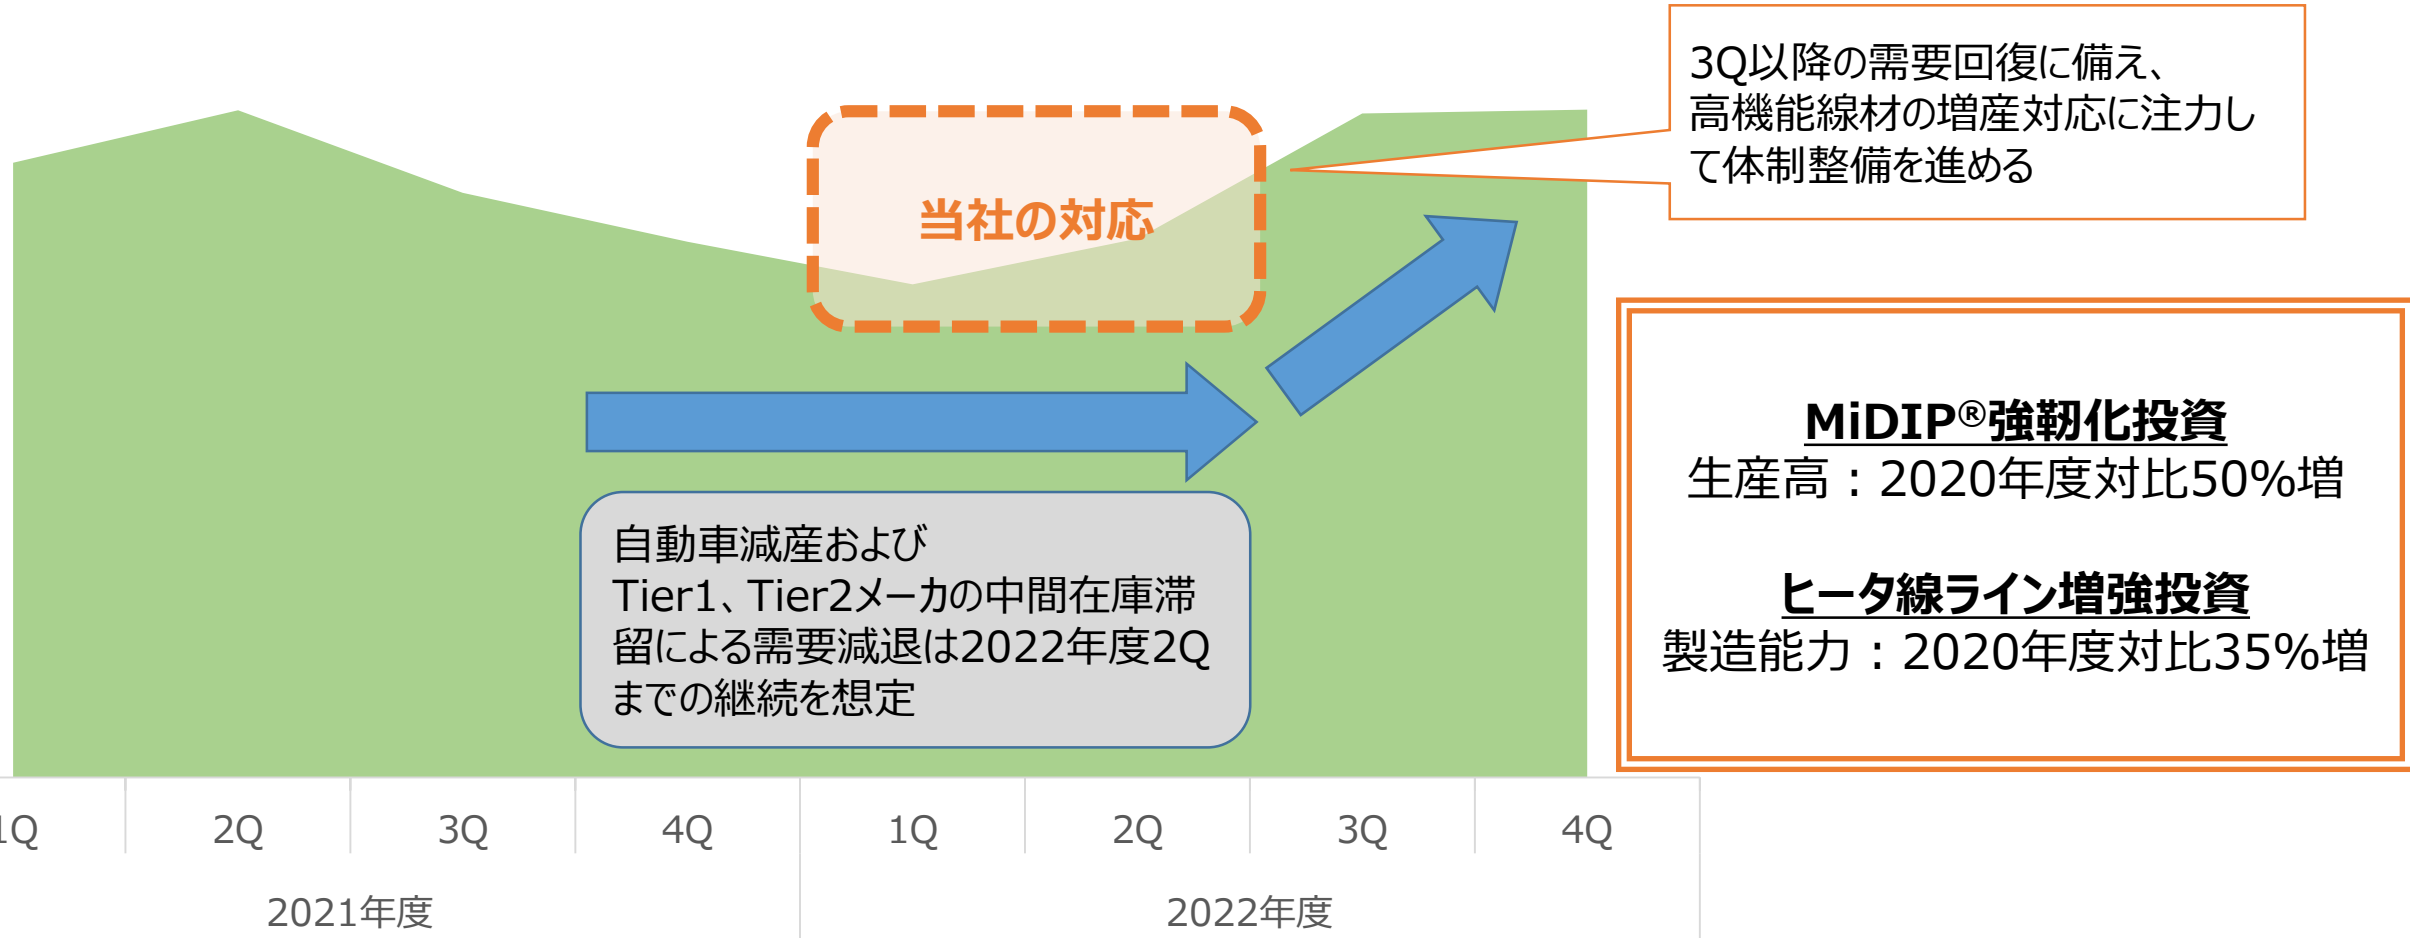 3Q以降の需要回復に備え、
高機能線材の増産対応に注力し
て体制整備を進める
当社の対応
MiDIP®強靭化投資
生産高：2020年度対比50%増
ヒータ線ライン増強投資
製造能力：2020年度対比35%増
自動車減産および
Tier1、Tier2メーカの中間在庫滞
留による需要減退は2022年度2Q
までの継続を想定
1Q 2Q 3Q 4Q 1Q 2Q 3Q 4Q
2021年度 2022年度